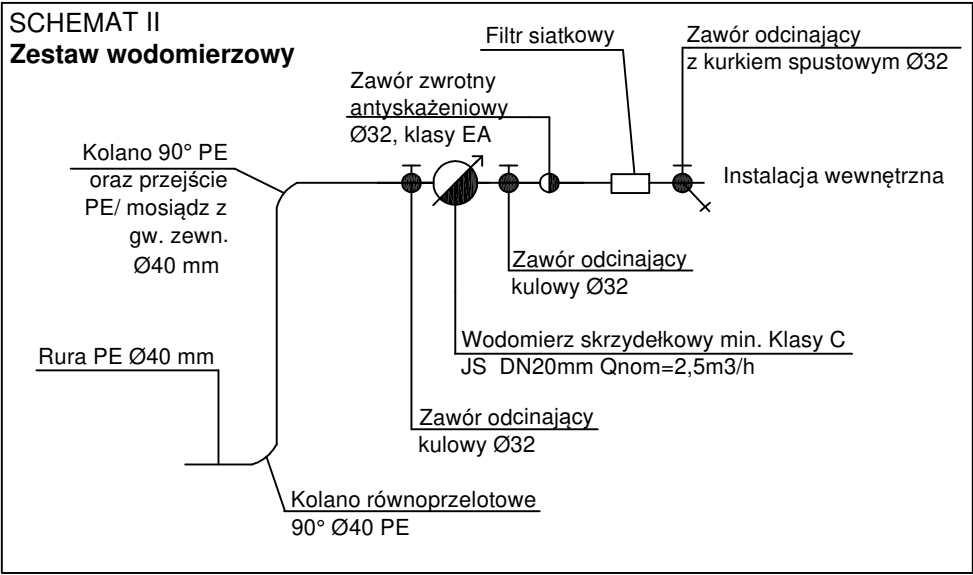 SCHEMAT II
Zestaw wodomierzowy
Filtr siatkowy
Zawór odcinający
z kurkiem spustowym Ø32
Zawór zwrotny
antyskażeniowy
Ø32, klasy EA
Kolano 90° PE
oraz przejście
PE/ mosiądz z
gw. zewn.
Ø40 mm
Instalacja wewnętrzna
Zawór odcinający
kulowy Ø32
Wodomierz skrzydełkowy min. Klasy C
JS DN20mm Qnom=2,5m3/h
Rura PE Ø40 mm
Zawór odcinający
kulowy Ø32
Kolano równoprzelotowe
90° Ø40 PE